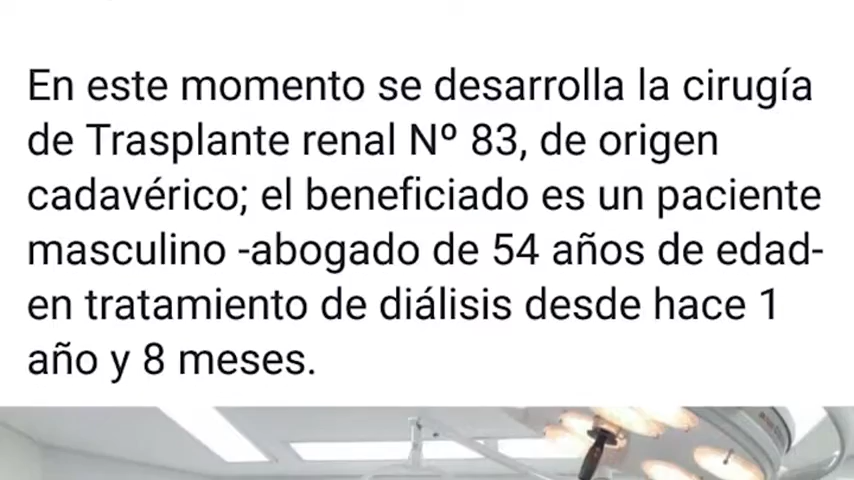 En este momento se desarrolla la cirugía
de Trasplante renal Nº 83, de origen
cadavérico; el beneficiado es un paciente
masculino -abogado de 54 años de edad-
en tratamiento de diálisis desde hace 1
año y 8 meses.